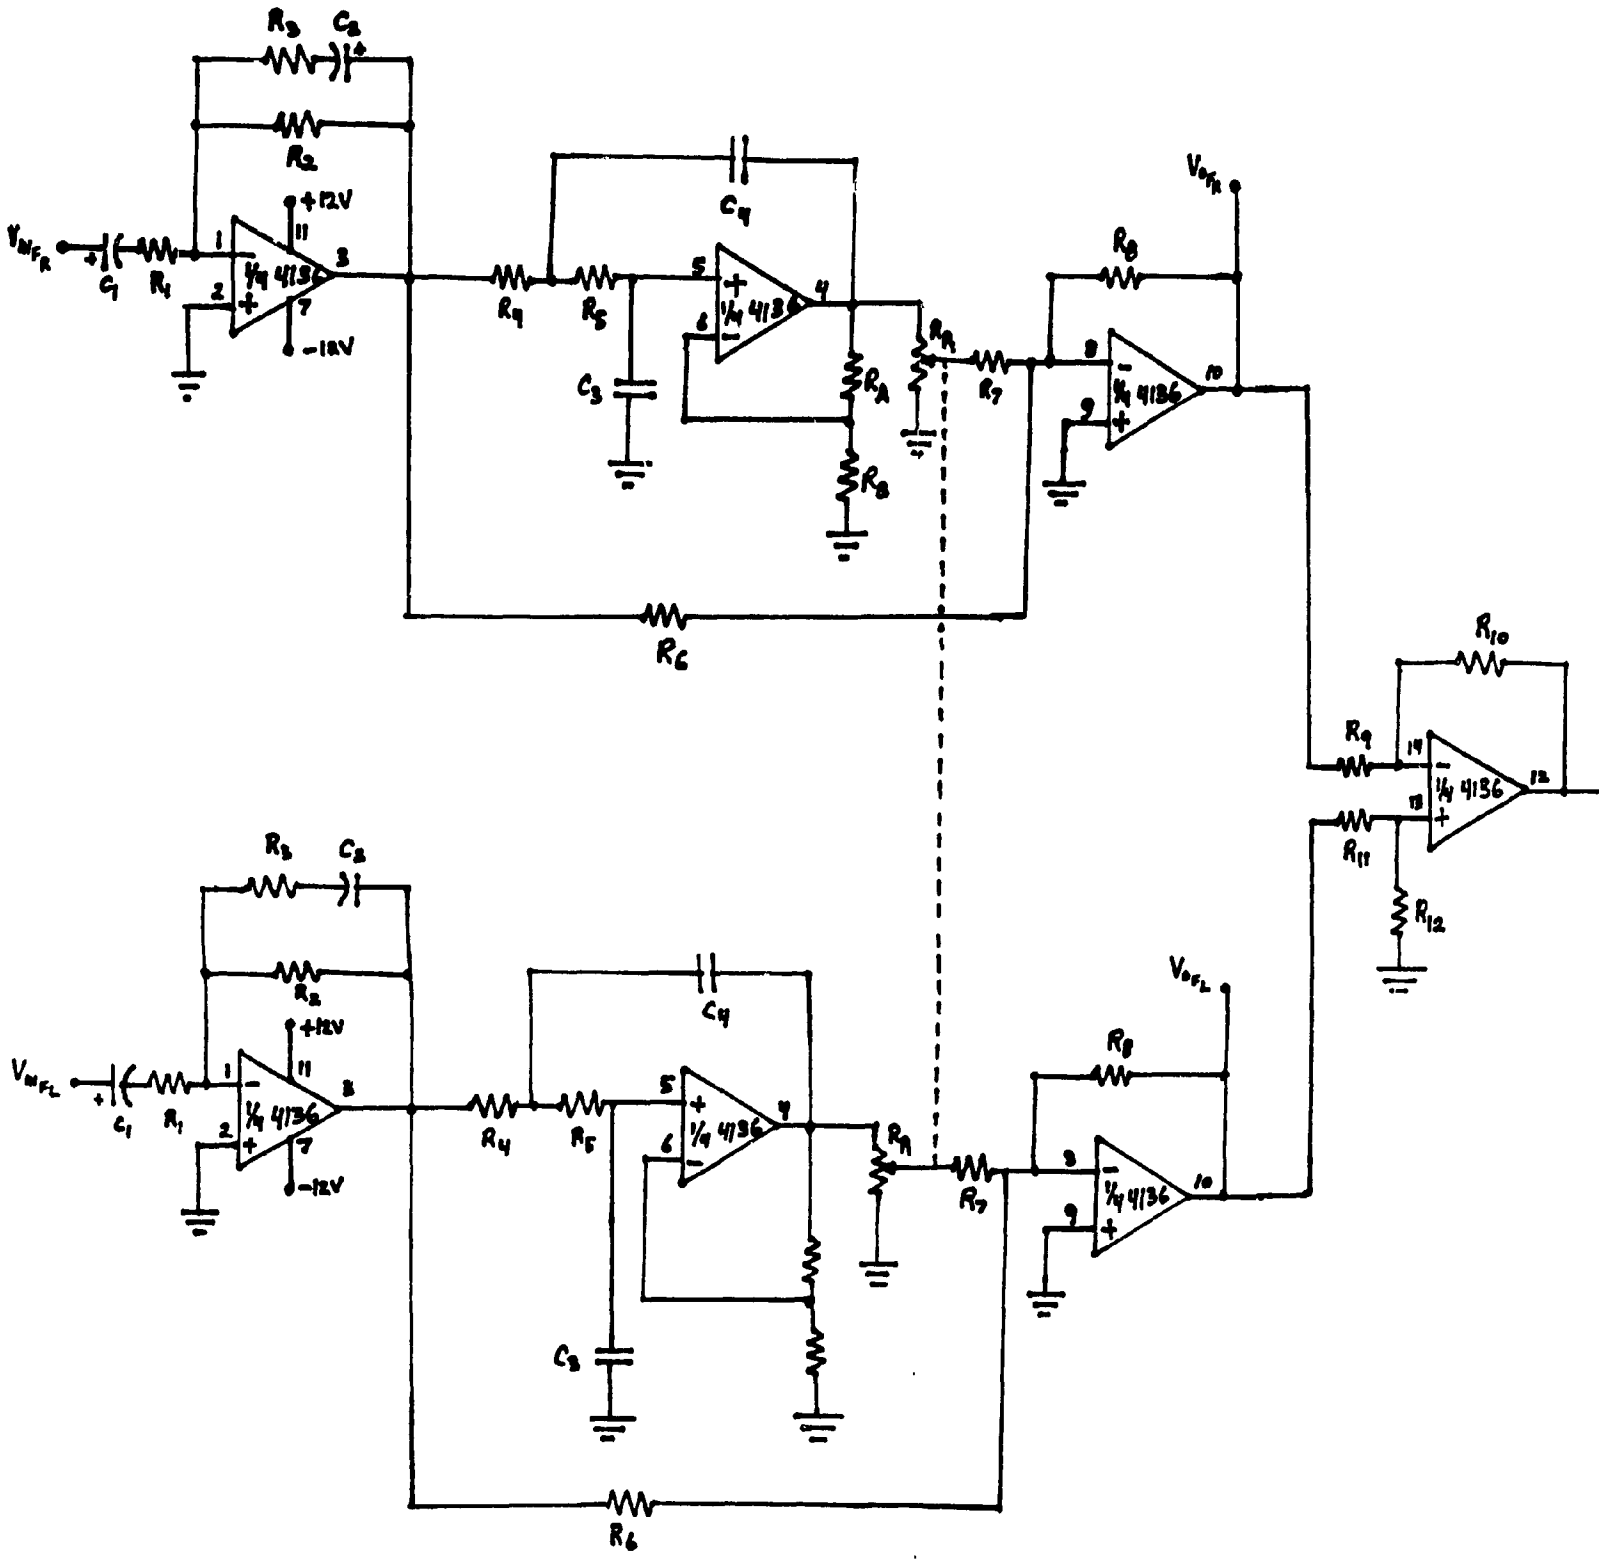 R3 C2
+
R2
+12V
11
VINFR
+ C1 R1
1 -
2 +
1/4 4136
3
7
-12V
C4
R4 R5
5 +
6 -
1/4 4136
4
C3
RA
RB
RA
R7
R6
VOFR
R8
8 -
9 +
1/4 4136
10
R10
R9
14 -
13 +
1/4 4136
12
R11
R12
R3 C2
R2
+12V
11
VINFL
+ C1 R1
1 -
2 +
1/4 4136
3
7
-12V
C4
R4 R5
5 +
6 -
1/4 4136
4
C3
RA
R7
R6
VOFL
R8
8 -
9 +
1/4 4136
10